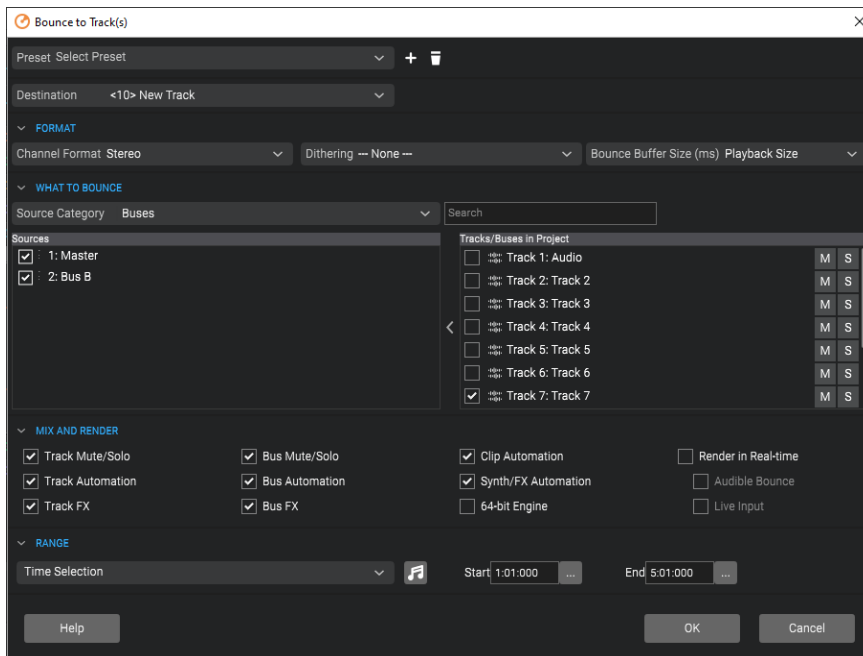 Bounce to Track(s)
Preset Select Preset
Destination <10> New Track
FORMAT
Channel Format Stereo Dithering --- None --- Bounce Buffer Size (ms) Playback Size
WHAT TO BOUNCE
Source Category Buses Search
Sources Tracks/Buses in Project
1: Master Track 1: Audio M S
2: Bus B Track 2: Track 2 M S
Track 3: Track 3 M S
Track 4: Track 4 M S
Track 5: Track 5 M S
Track 6: Track 6 M S
Track 7: Track 7 M S
MIX AND RENDER
Track Mute/Solo Bus Mute/Solo Clip Automation Render in Real-time
Track Automation Bus Automation Synth/FX Automation Audible Bounce
Track FX Bus FX 64-bit Engine Live Input
RANGE
Time Selection Start 1:01:000 ... End 5:01:000 ...
Help OK Cancel